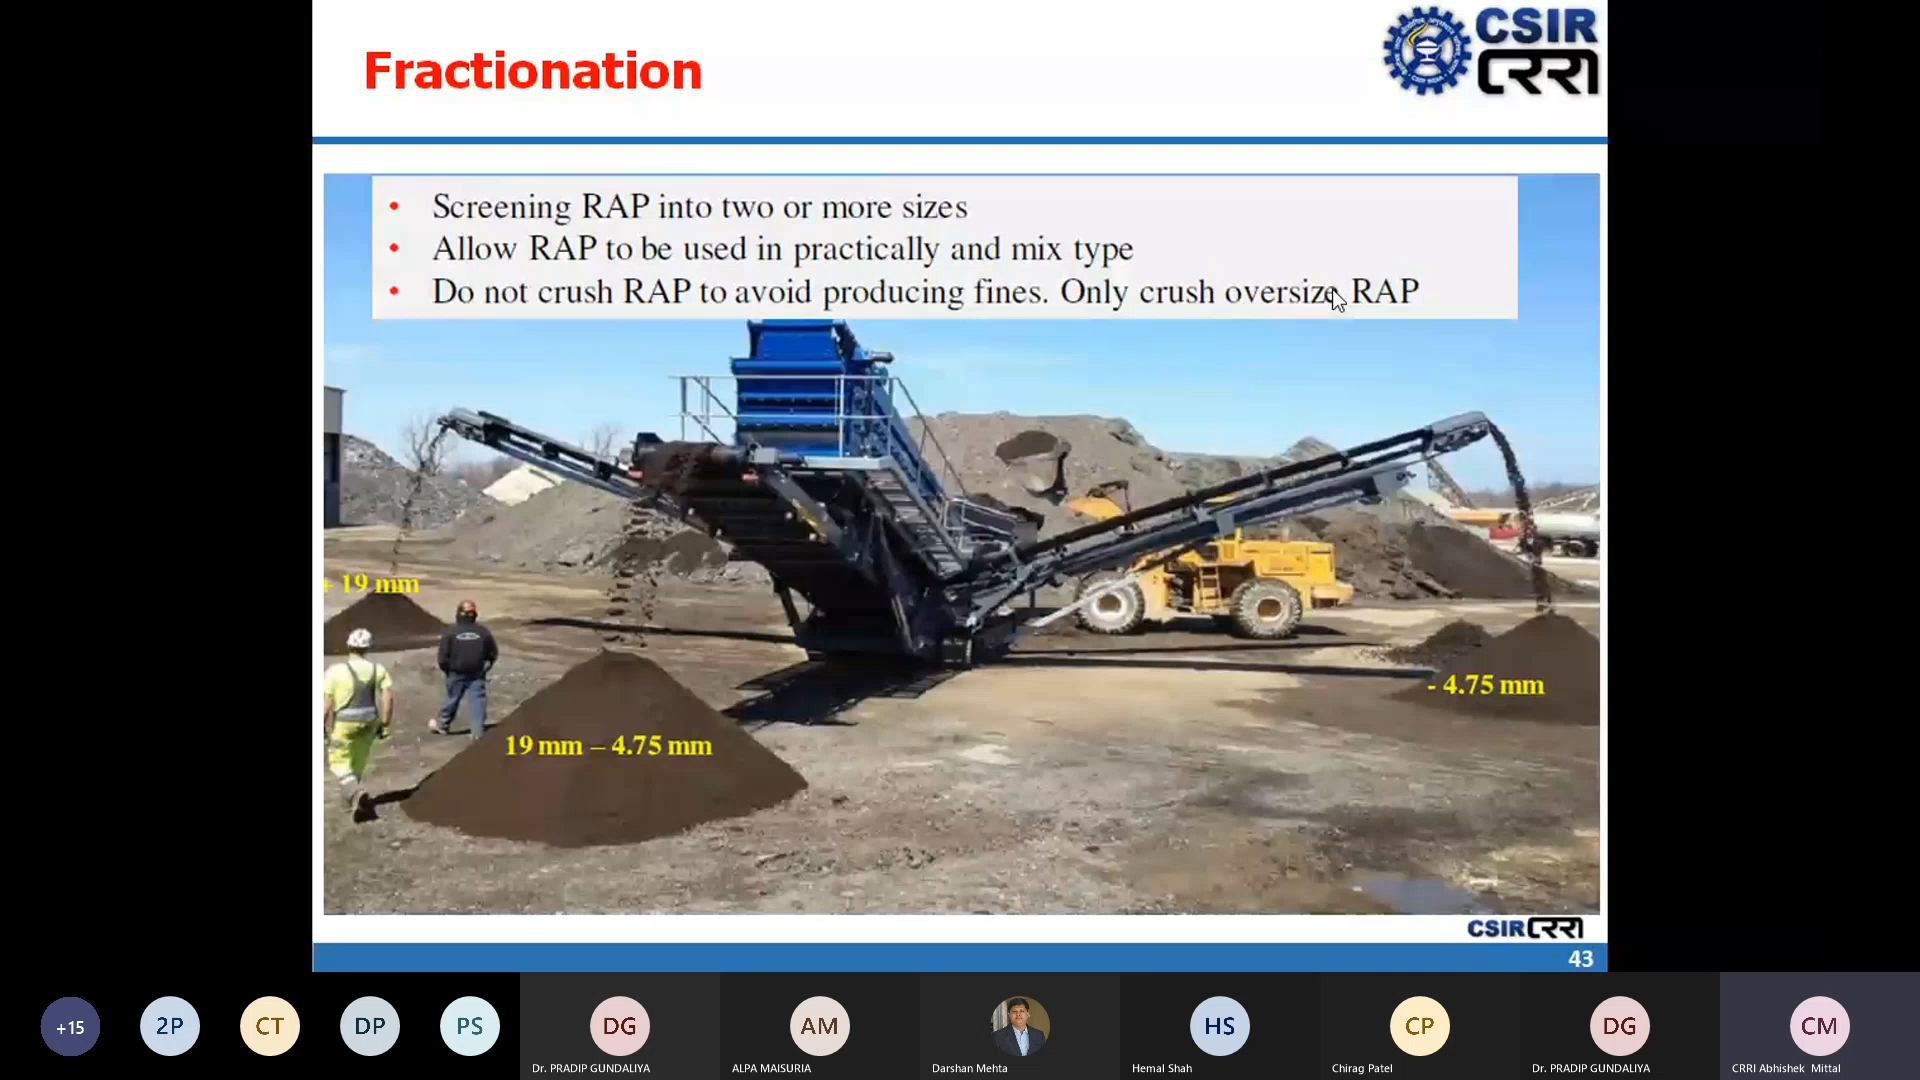 Fractionation
CSIR
CRRI
• Screening RAP into two or more sizes
• Allow RAP to be used in practically and mix type
• Do not crush RAP to avoid producing fines. Only crush oversize RAP
+ 19 mm
- 4.75 mm
19 mm – 4.75 mm
CSIR CRRI
43
+15
2P
CT
DP
PS
DG
AM
HS
CP
DG
CM
Dr. PRADIP GUNDALIYA
ALPA MAISURIA
Darshan Mehta
Hemal Shah
Chirag Patel
Dr. PRADIP GUNDALIYA
CRRI Abhishek Mittal